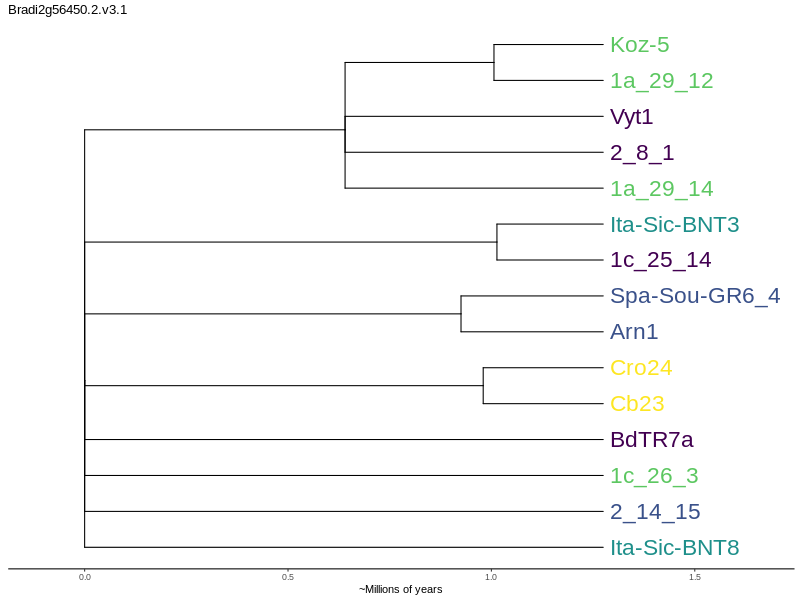 Bradi2g56450.2.v3.1
Koz-5
1a_29_12
Vyt1
2_8_1
1a_29_14
Ita-Sic-BNT3
1c_25_14
Spa-Sou-GR6_4
Arn1
Cro24
Cb23
BdTR7a
1c_26_3
2_14_15
Ita-Sic-BNT8
0.0 0.5 1.0 1.5
~Millions of years